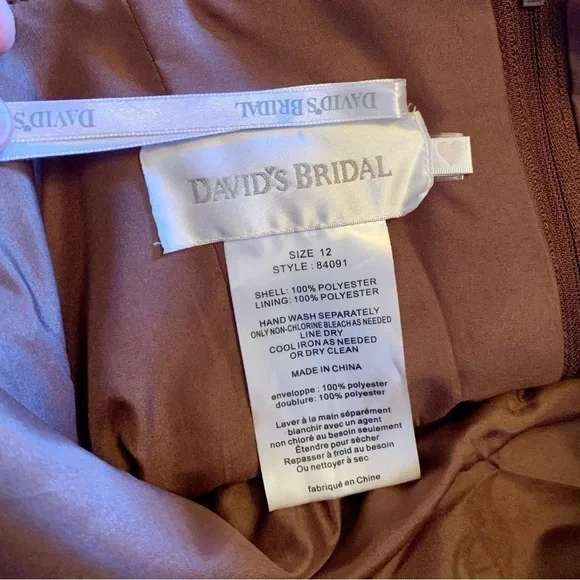 DAVID'S BRIDAL
DAVID'S
DAVID'S BRIDAL
DAVID'S BRIDAL
SIZE 12
STYLE : 84091
SHELL: 100% POLYESTER
LINING: 100% POLYESTER
HAND WASH SEPARATELY
ONLY NON-CHLORINE BLEACH AS NEEDED
LINE DRY
COOL IRON AS NEEDED
OR DRY CLEAN
MADE IN CHINA
enveloppe : 100% polyester
doublure: 100% polyester
Laver à la main séparément
blanchir avec un agent
non chloré au besoin seulement
Étendre pour sécher
Repasser à froid au besoin
Ou nettoyer à sec
fabriqué en Chine